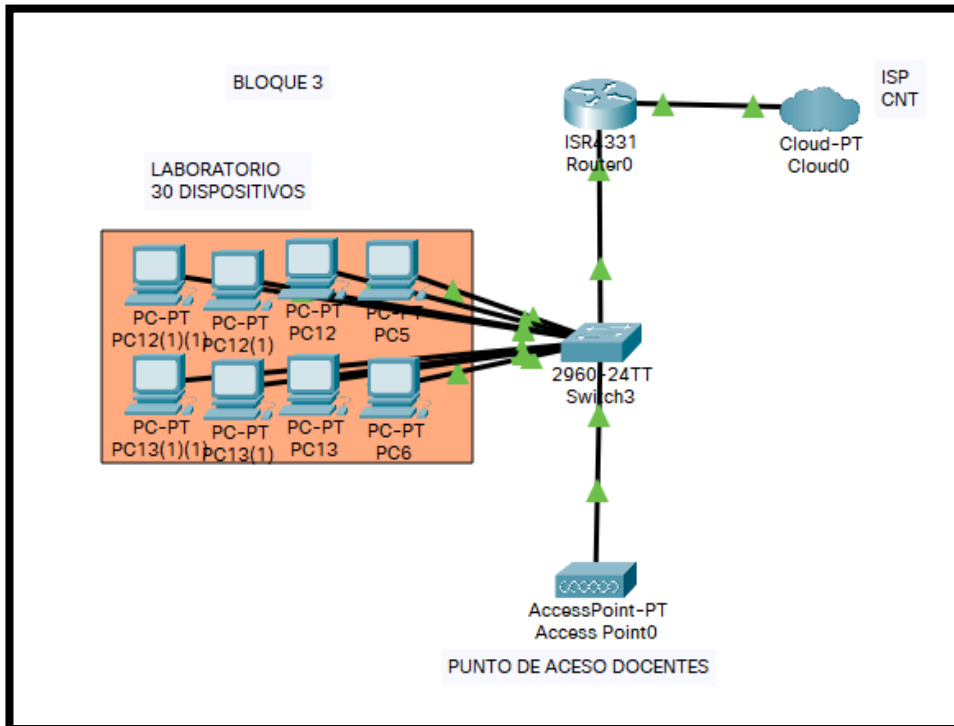 BLOQUE 3
ISP
CNT
ISR4331
Router0
Cloud-PT
Cloud0
LABORATORIO
30 DISPOSITIVOS
PC-PT
PC12(1)(1)
PC-PT
PC12(1)
PC-PT
PC12
PC-PT
PC5
2960-24TT
Switch3
PC-PT
PC13(1)(1)
PC-PT
PC13(1)
PC-PT
PC13
PC-PT
PC6
AccessPoint-PT
Access Point0
PUNTO DE ACESO DOCENTES